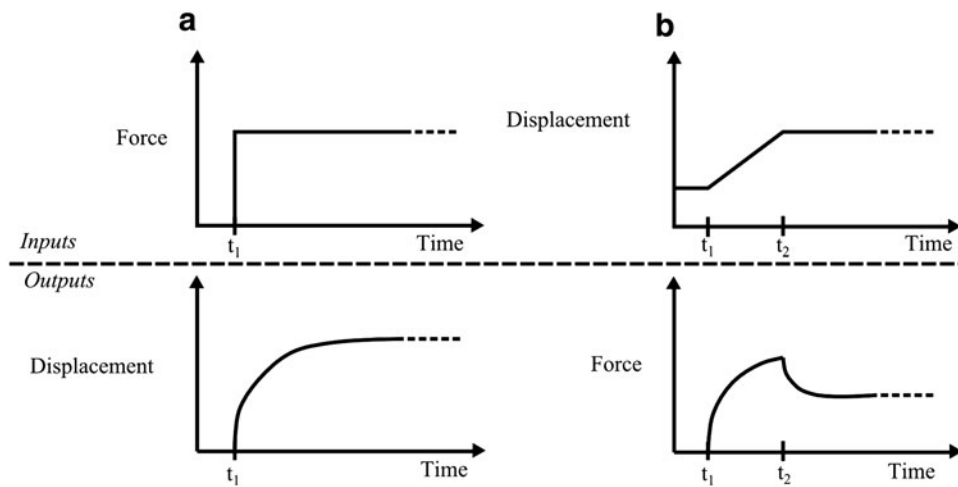 a
b
Force
Displacement
t1
Time
t1
t2
Time
Inputs
Outputs
Displacement
Force
t1
Time
t1
t2
Time